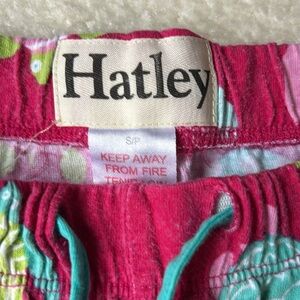 Hatley
S/P
KEEP AWAY
FROM FIRE